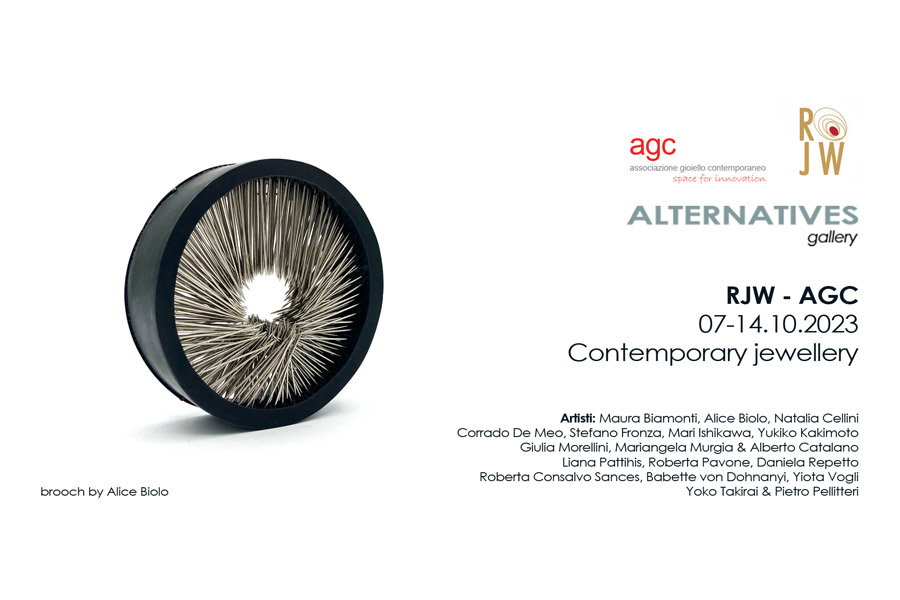 R
JW
agc
associazione gioiello contemporaneo
space for innovation
ALTERNATIVES
gallery
RJW - AGC
07-14.10.2023
Contemporary jewellery
Artisti: Maura Biamonti, Alice Biolo, Natalia Cellini
Corrado De Meo, Stefano Fronza, Mari Ishikawa, Yukiko Kakimoto
Giulia Morellini, Mariangela Murgia & Alberto Catalano
Liana Pattihis, Roberta Pavone, Daniela Repetto
Roberta Consalvo Sances, Babette von Dohnanyi, Yiota Vogli
Yoko Takirai & Pietro Pellitteri
brooch by Alice Biolo